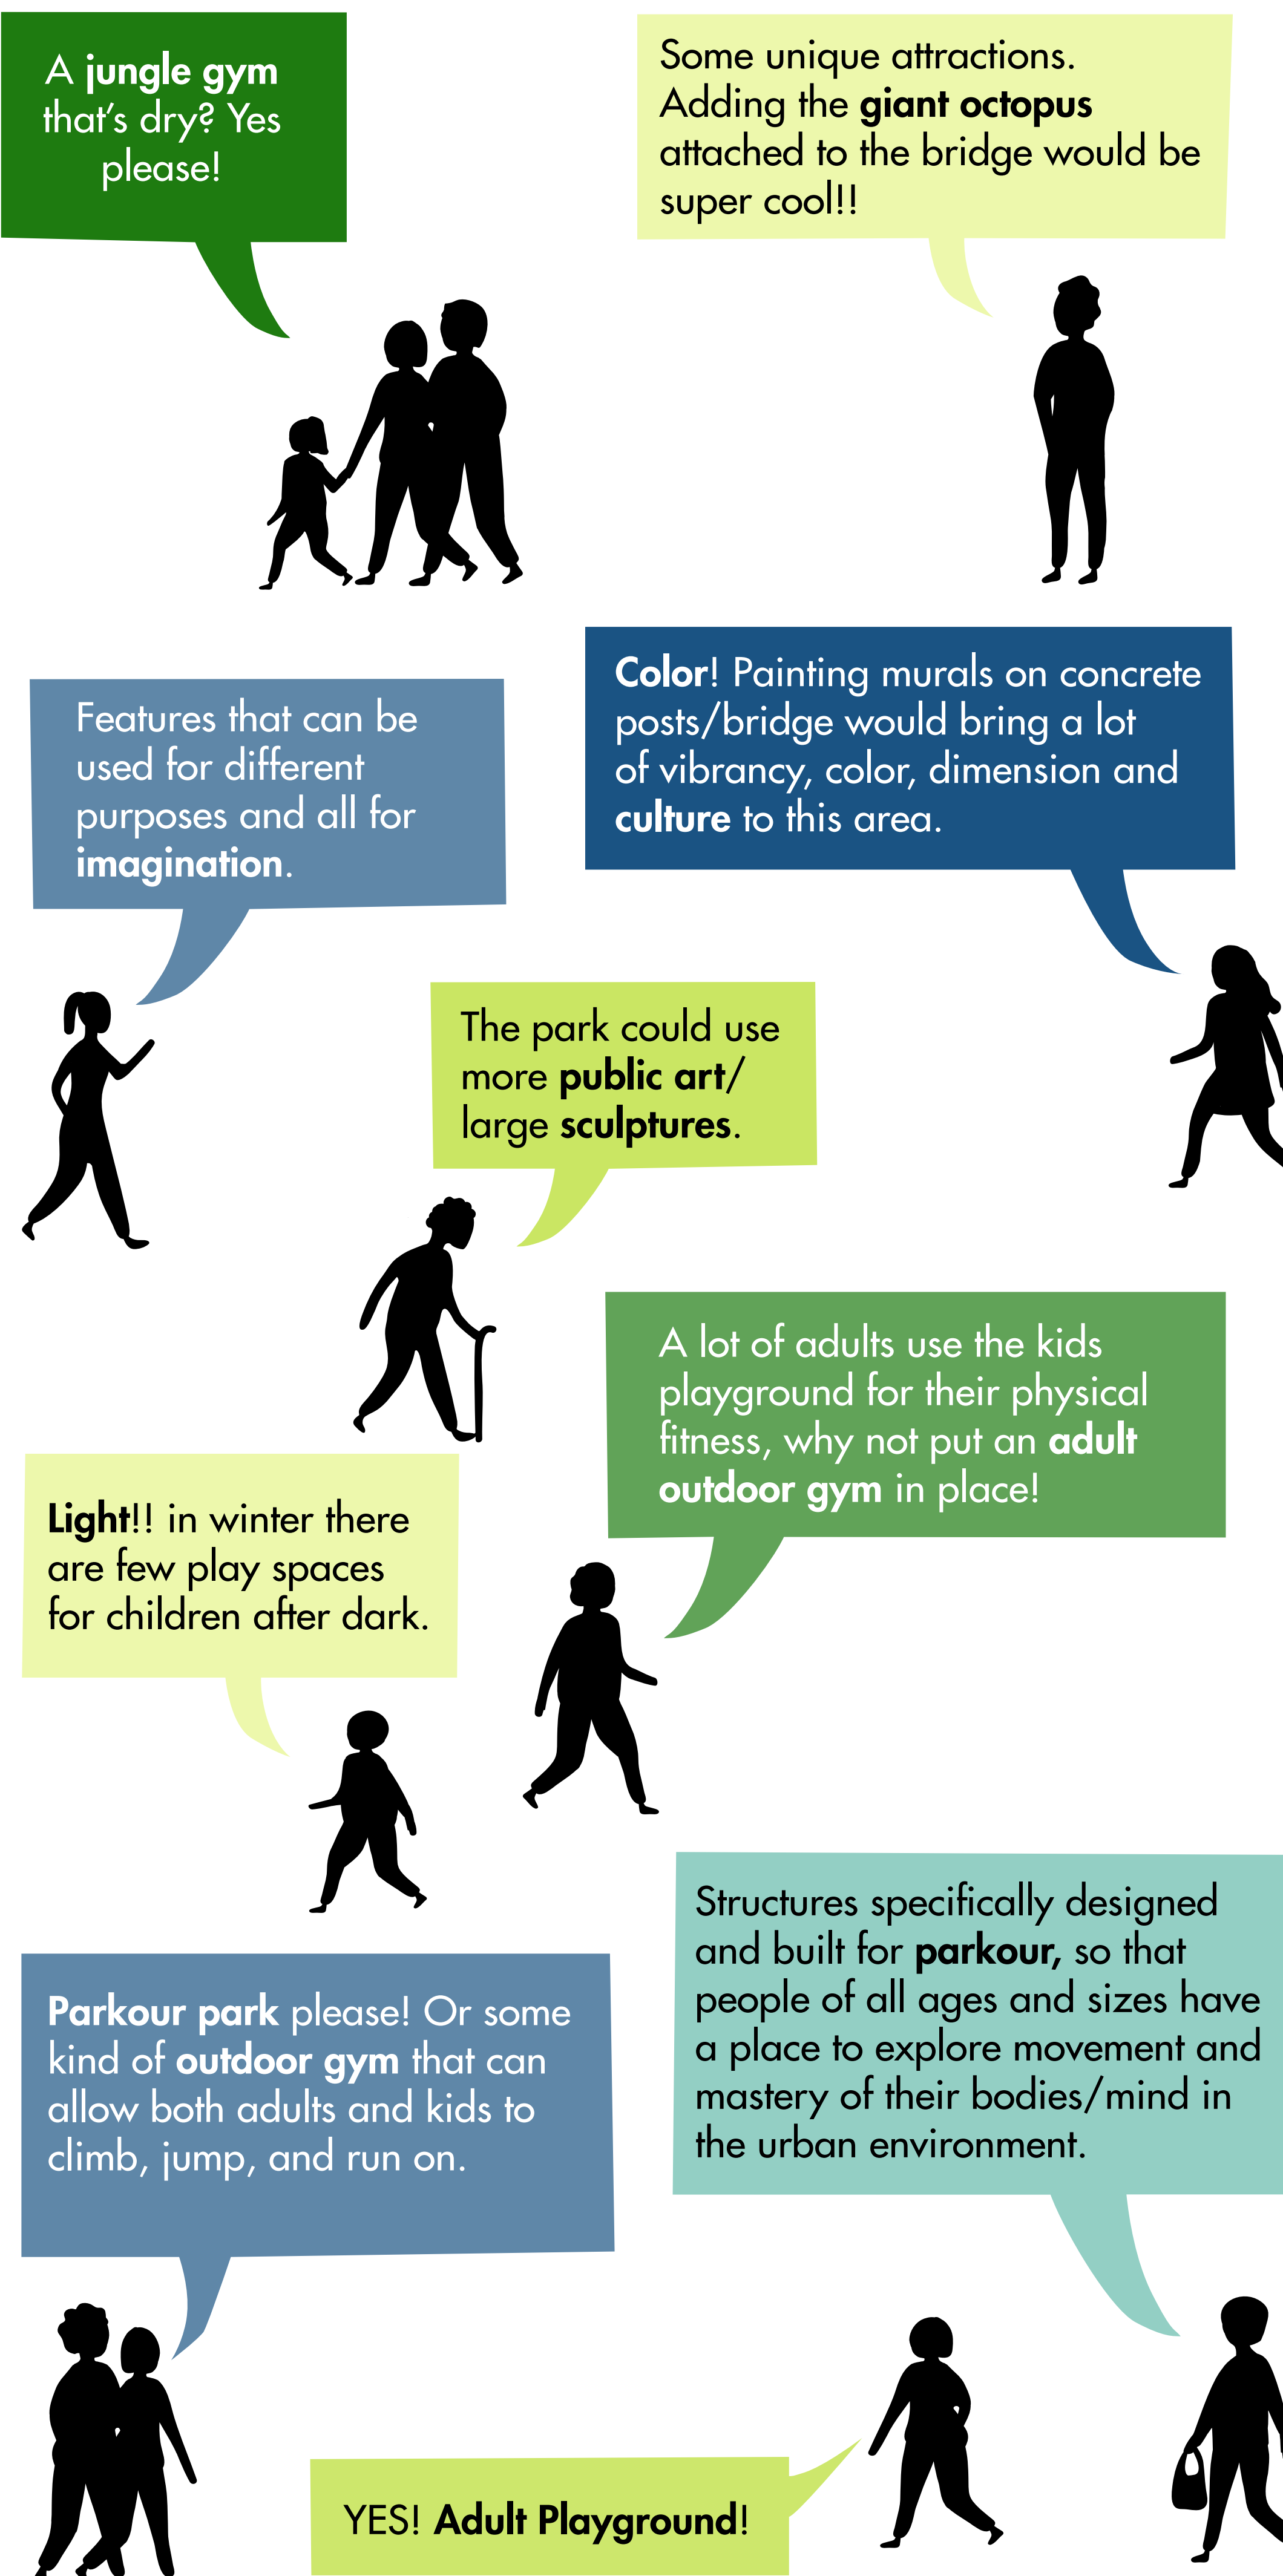 A jungle gym
that's dry? Yes
please!
Some unique attractions.
Adding the giant octopus
attached to the bridge would be
super cool!!
Features that can be
used for different
purposes and all for
imagination.
Color! Painting murals on concrete
posts/bridge would bring a lot
of vibrancy, color, dimension and
culture to this area.
The park could use
more public art/
large sculptures.
A lot of adults use the kids
playground for their physical
fitness, why not put an adult
outdoor gym in place!
Light!! in winter there
are few play spaces
for children after dark.
Structures specifically designed
and built for parkour, so that
people of all ages and sizes have
a place to explore movement and
mastery of their bodies/mind in
the urban environment.
Parkour park please! Or some
kind of outdoor gym that can
allow both adults and kids to
climb, jump, and run on.
YES! Adult Playground!